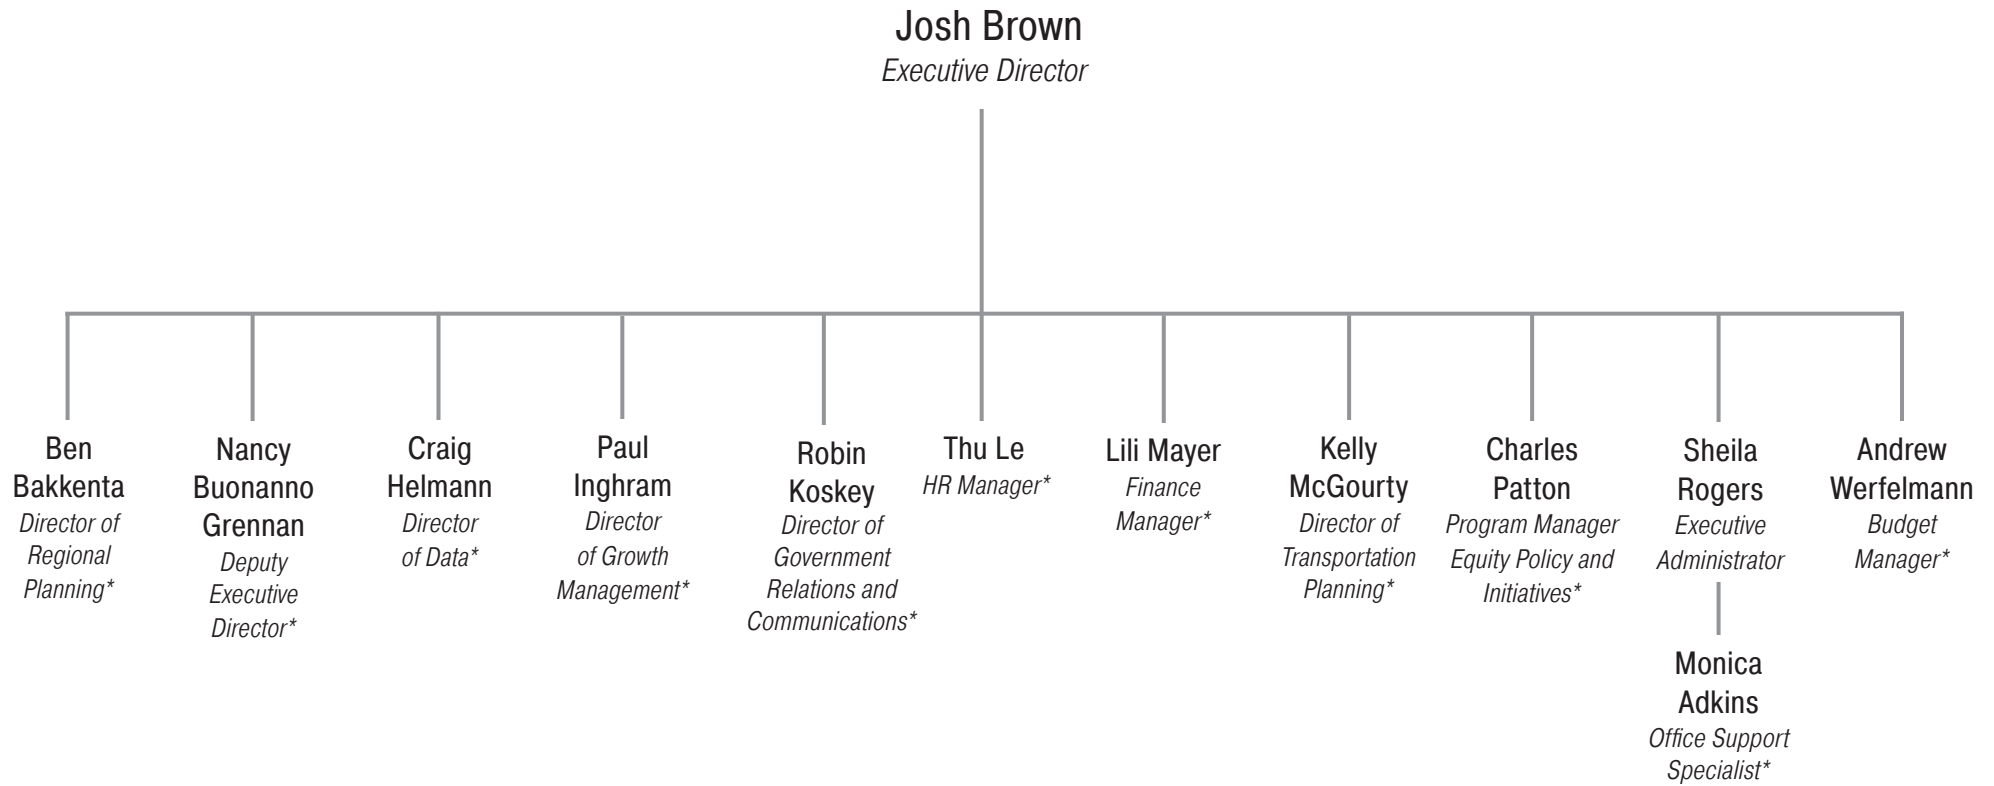 Josh Brown
Executive Director
Ben
Bakkenta
Director of
Regional
Planning*
Nancy
Buonanno
Grennan
Deputy
Executive
Director*
Craig
Helmann
Director
of Data*
Paul
Inghram
Director
of Growth
Management*
Robin
Koskey
Director of
Government
Relations and
Communications*
Thu Le
HR Manager*
Lili Mayer
Finance
Manager*
Kelly
McGourty
Director of
Transportation
Planning*
Charles
Patton
Program Manager
Equity Policy and
Initiatives*
Sheila
Rogers
Executive
Administrator
Monica
Adkins
Office Support
Specialist*
Andrew
Werfelmann
Budget
Manager*